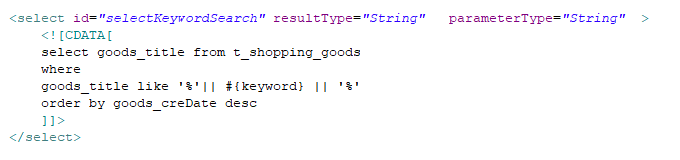 <select id="selectKeywordSearch" resultType="String"   parameterType="String"  >
    <![CDATA[
    select goods_title from t_shopping_goods
    where
    goods_title like '%'|| #{keyword} || '%'
    order by goods_creDate desc
    ]]>
</select>